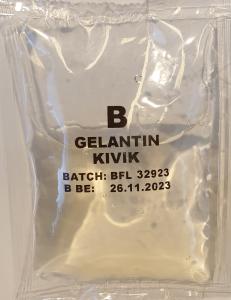 B
GELANTIN
KIVIK
BATCH: BFL 32923
B BE: 26.11.2023